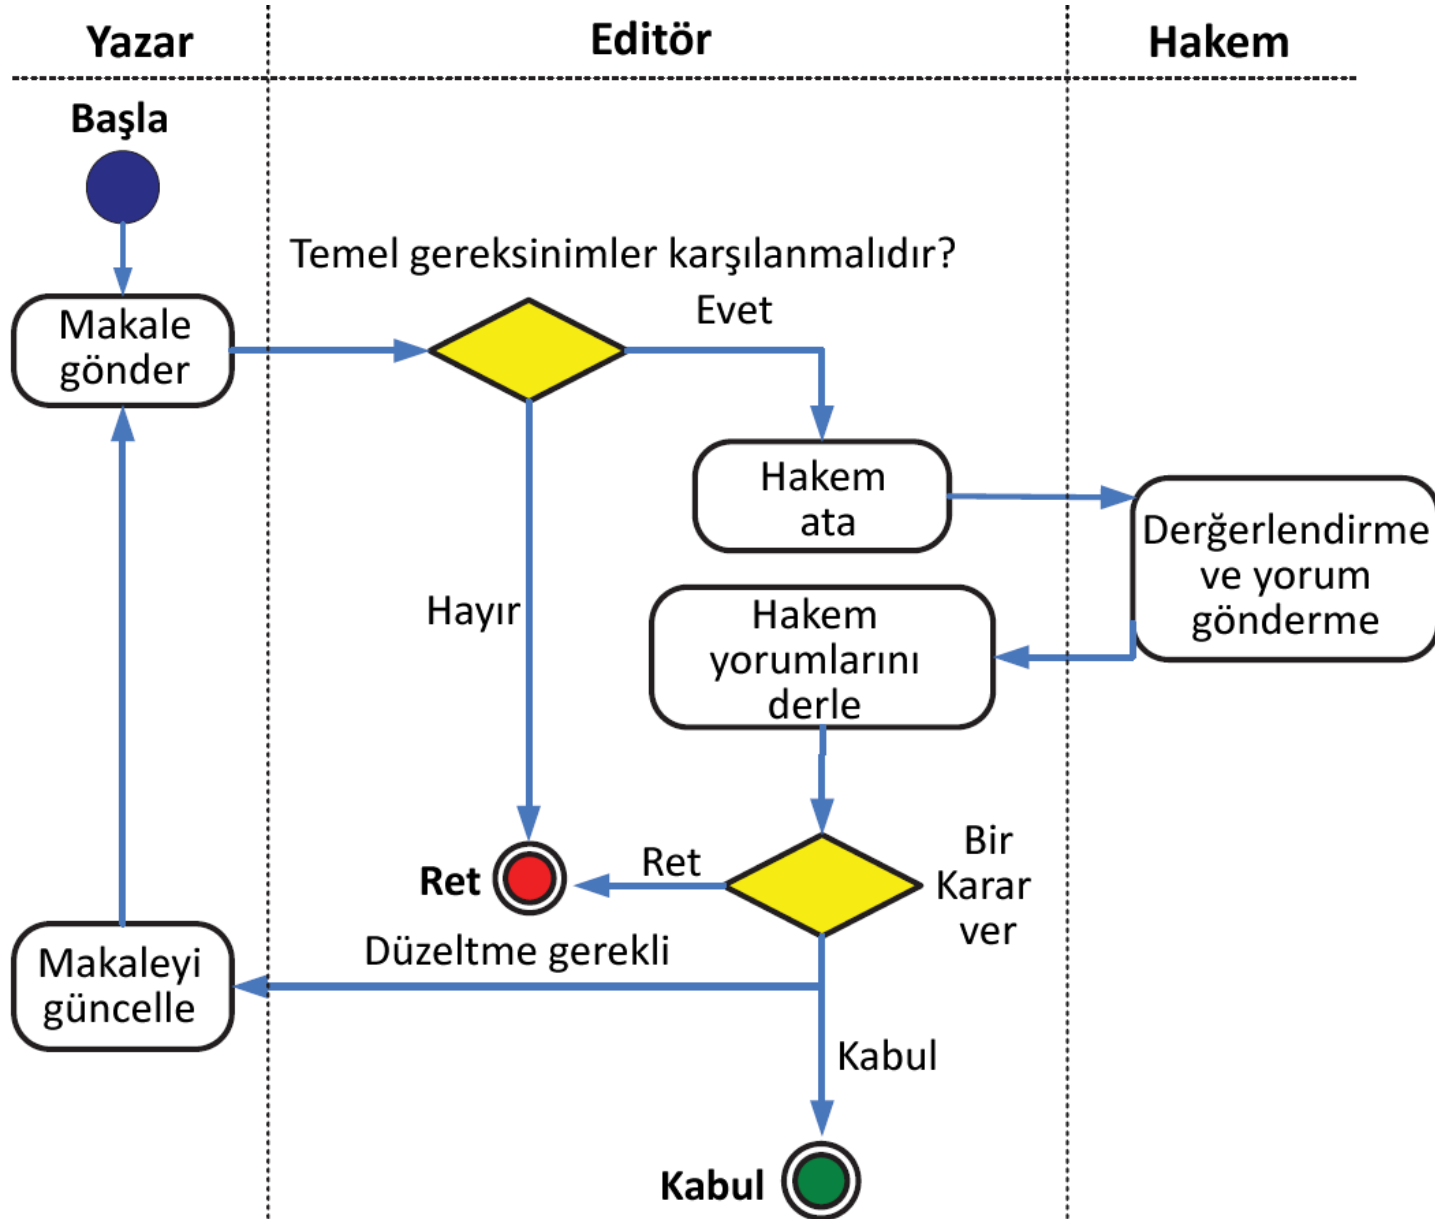 Yazar
Editör
Hakem
Başla
Temel gereksinimler karşılanmalıdır?
Evet
Makale
gönder
Hakem
ata
Derğerlendirme
ve yorum
gönderme
Hayır
Hakem
yorumlarını
derle
Ret
Ret
Bir
Karar
ver
Düzeltme gerekli
Makaleyi
güncelle
Kabul
Kabul